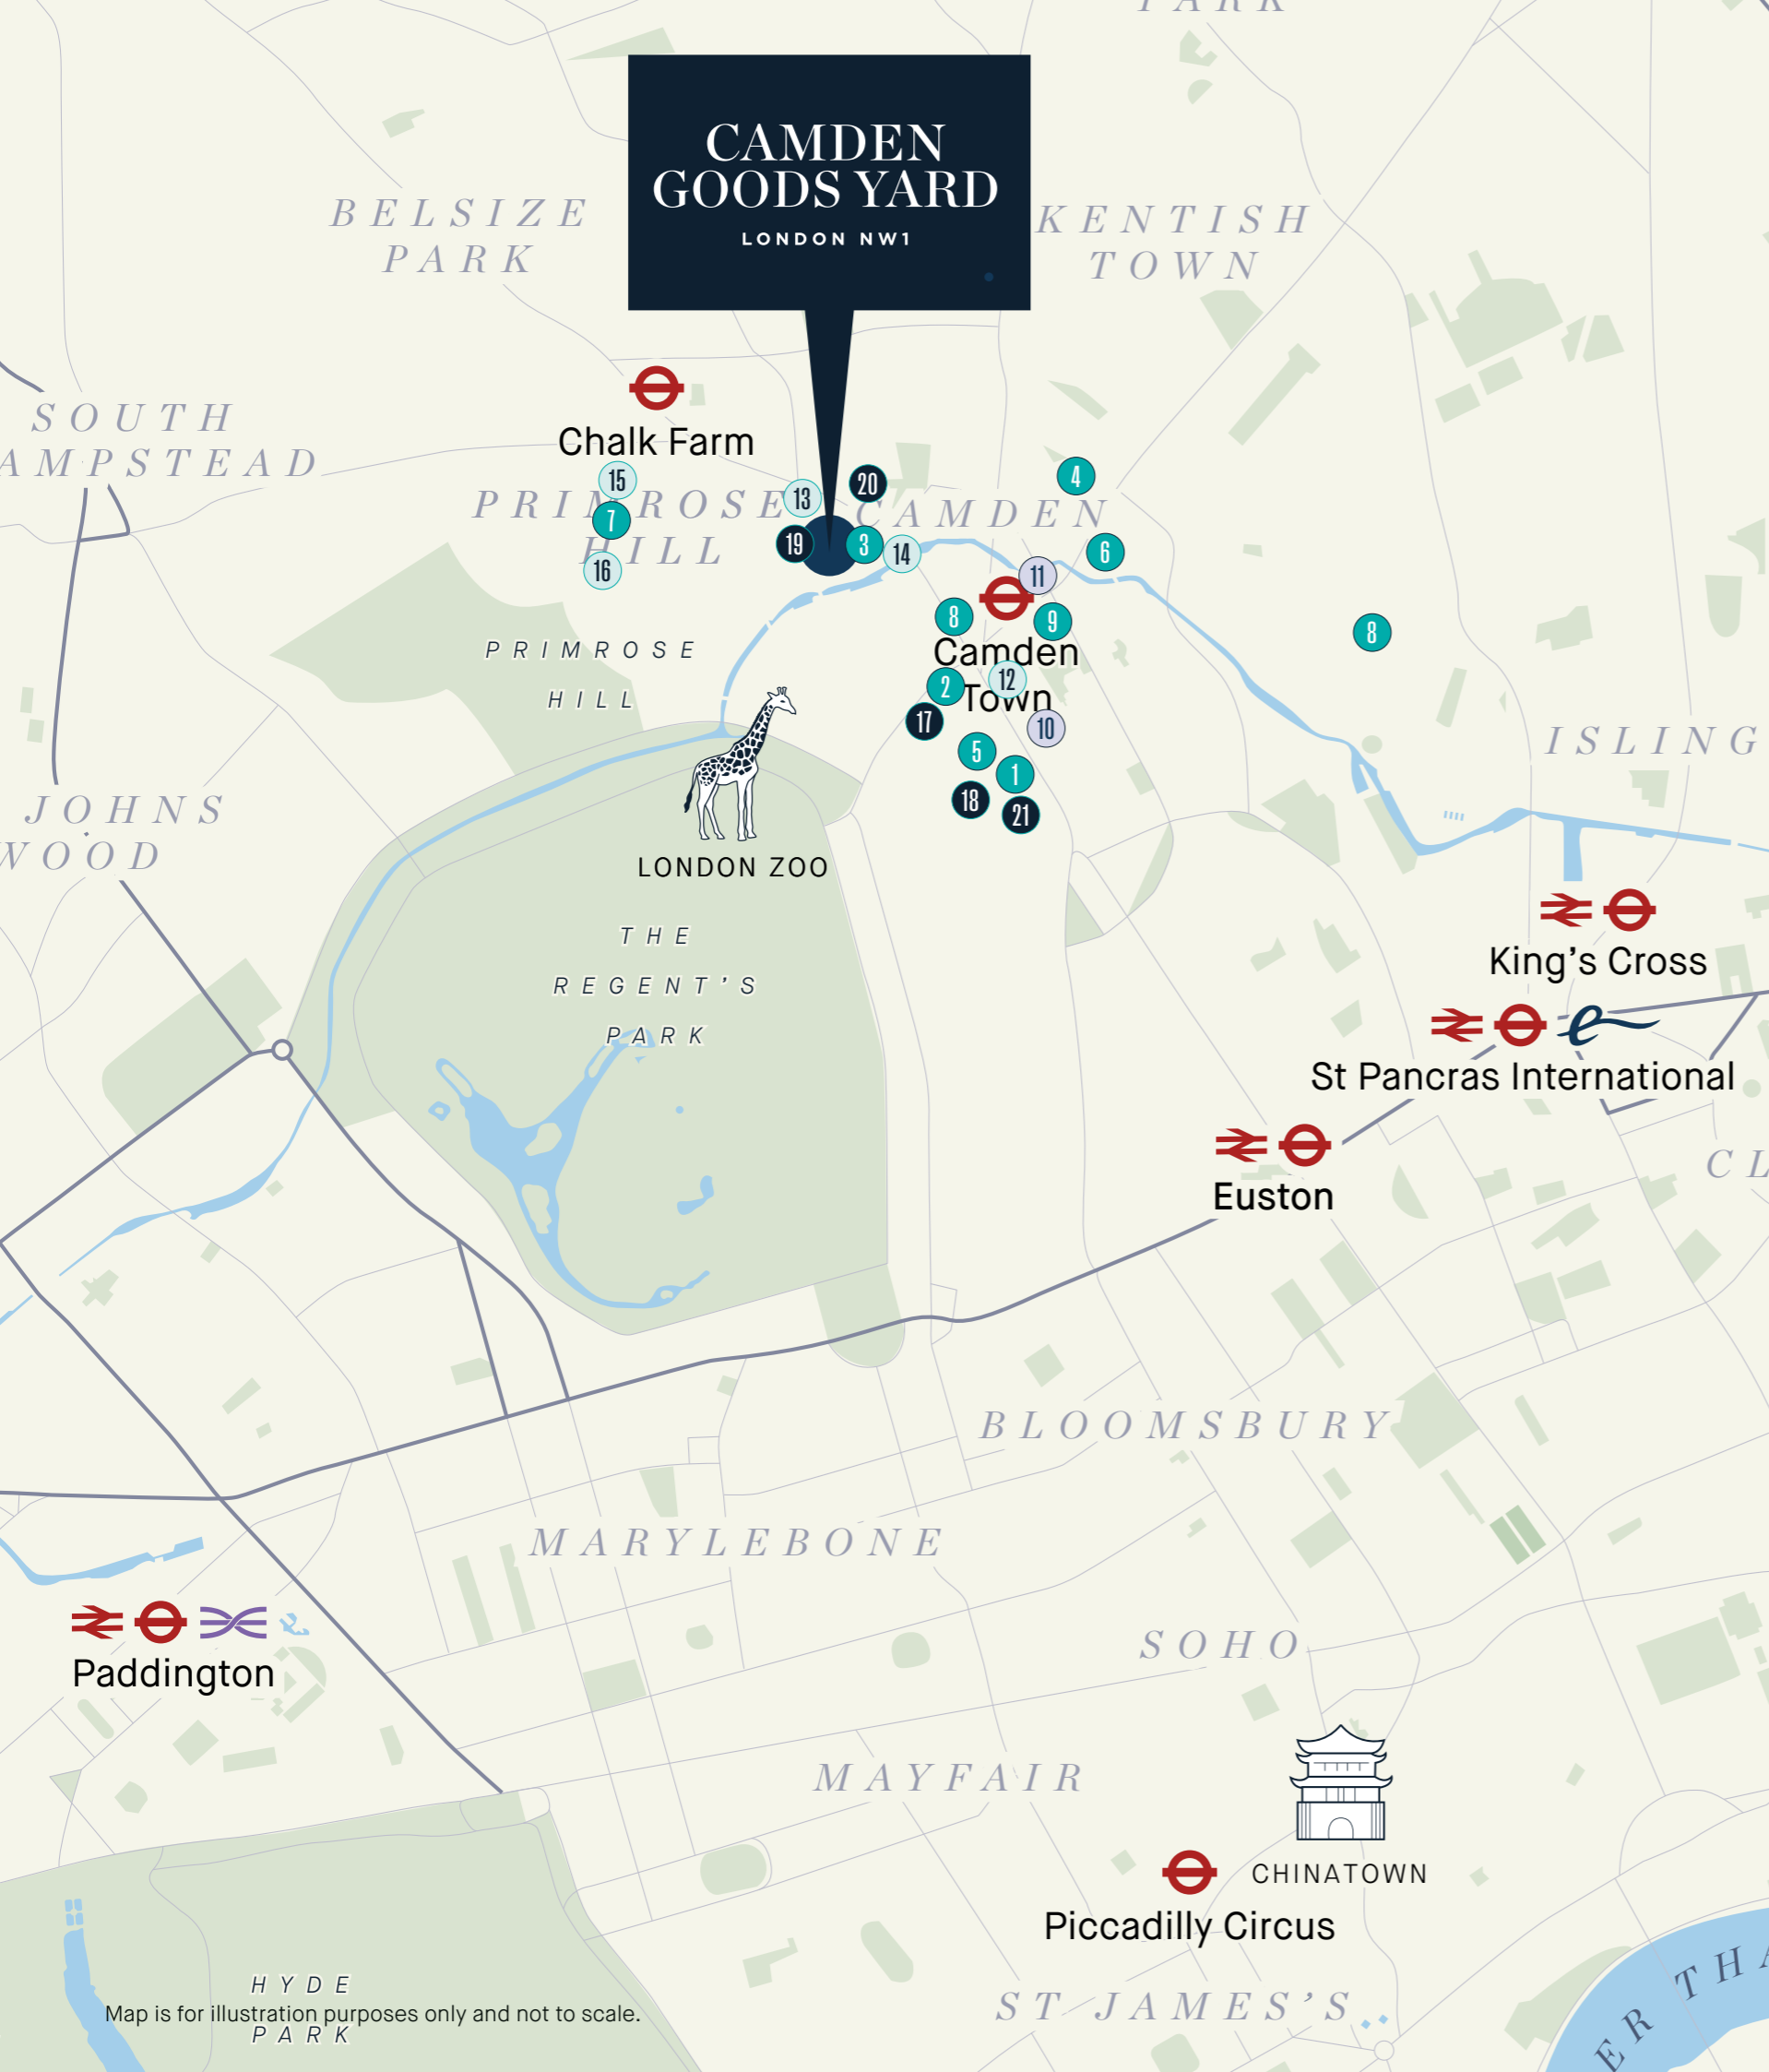 PARK
CAMDEN
GOODS YARD
LONDON NW1
BELSIZE
PARK
KENTISH
TOWN
Chalk Farm
SOUTH
AMPSTEAD
15
13
20
4
PRIMROSE
HILL
CAMDEN
7
19
3
14
6
16
11
8
9
8
Camden
Town
2
12
17
10
PRIMROSE
HILL
5
1
18
21
ISLING
JOHNS
WOOD
LONDON ZOO
THE
REGENT'S
PARK
King's Cross
St Pancras International
Euston
CL
BLOOMSBURY
MARYLEBONE
Paddington
SOHO
MAYFAIR
CHINATOWN
Piccadilly Circus
HYDE
PARK
Map is for illustration purposes only and not to scale.
ST JAMES'S
ER THA